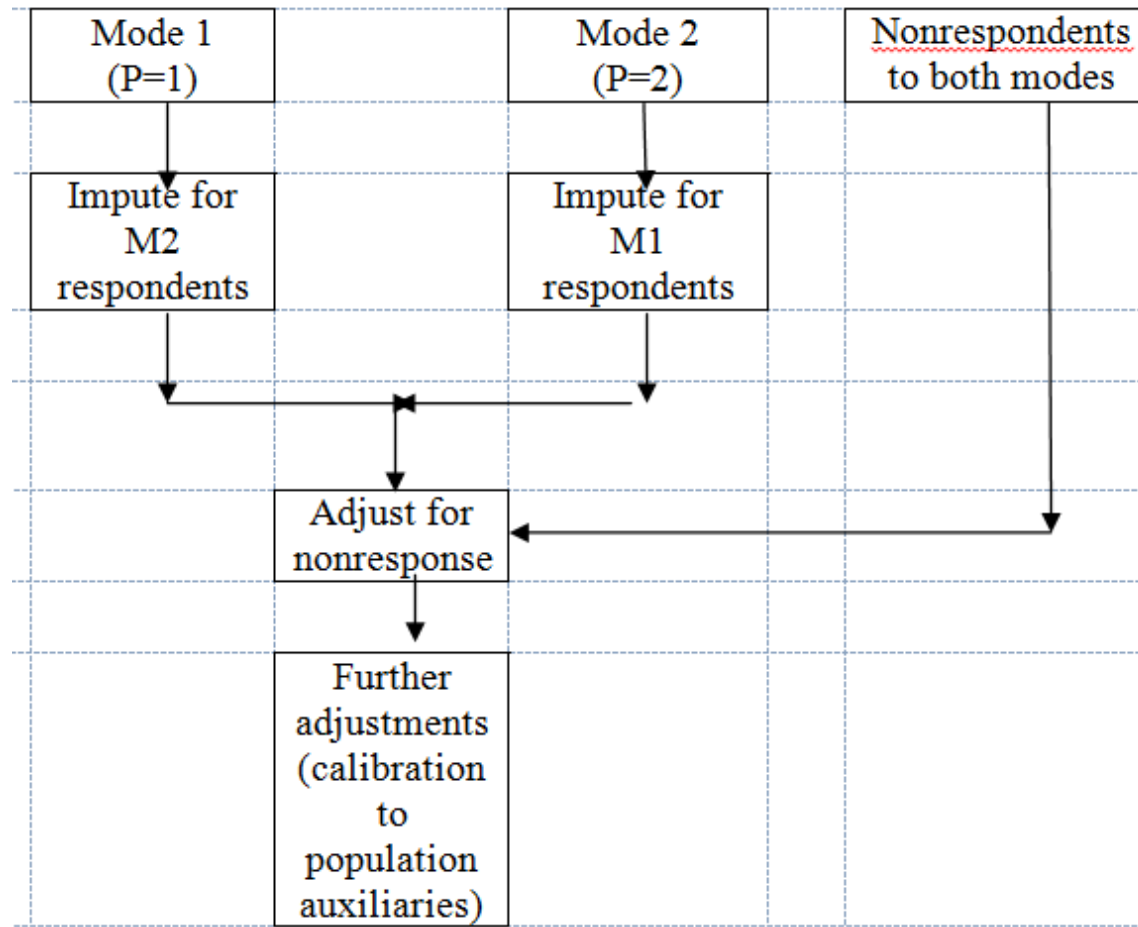 Mode 1
(P=1)
Mode 2
(P=2)
Nonrespondents
to both modes
Impute for
M2
respondents
Impute for
M1
respondents
Adjust for
nonresponse
Further
adjustments
(calibration
to
population
auxiliaries)